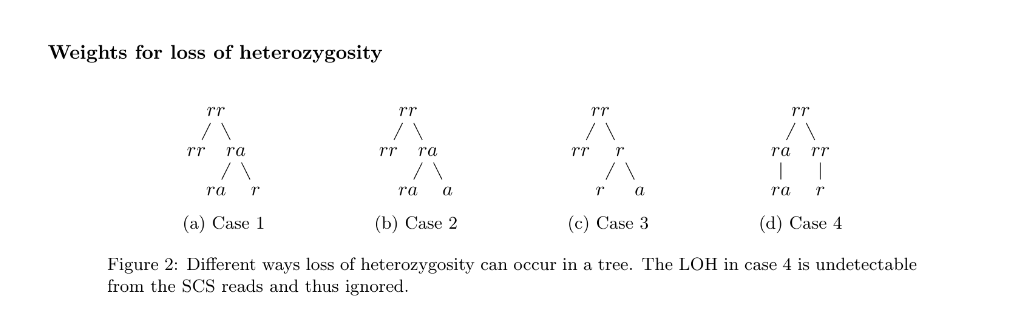 Weights for loss of heterozygosity
rr rr rr rr
rr ra rr ra rr r ra rr
ra r ra a r a ra r
(a) Case 1 (b) Case 2 (c) Case 3 (d) Case 4
Figure 2: Different ways loss of heterozygosity can occur in a tree. The LOH in case 4 is undetectable
from the SCS reads and thus ignored.